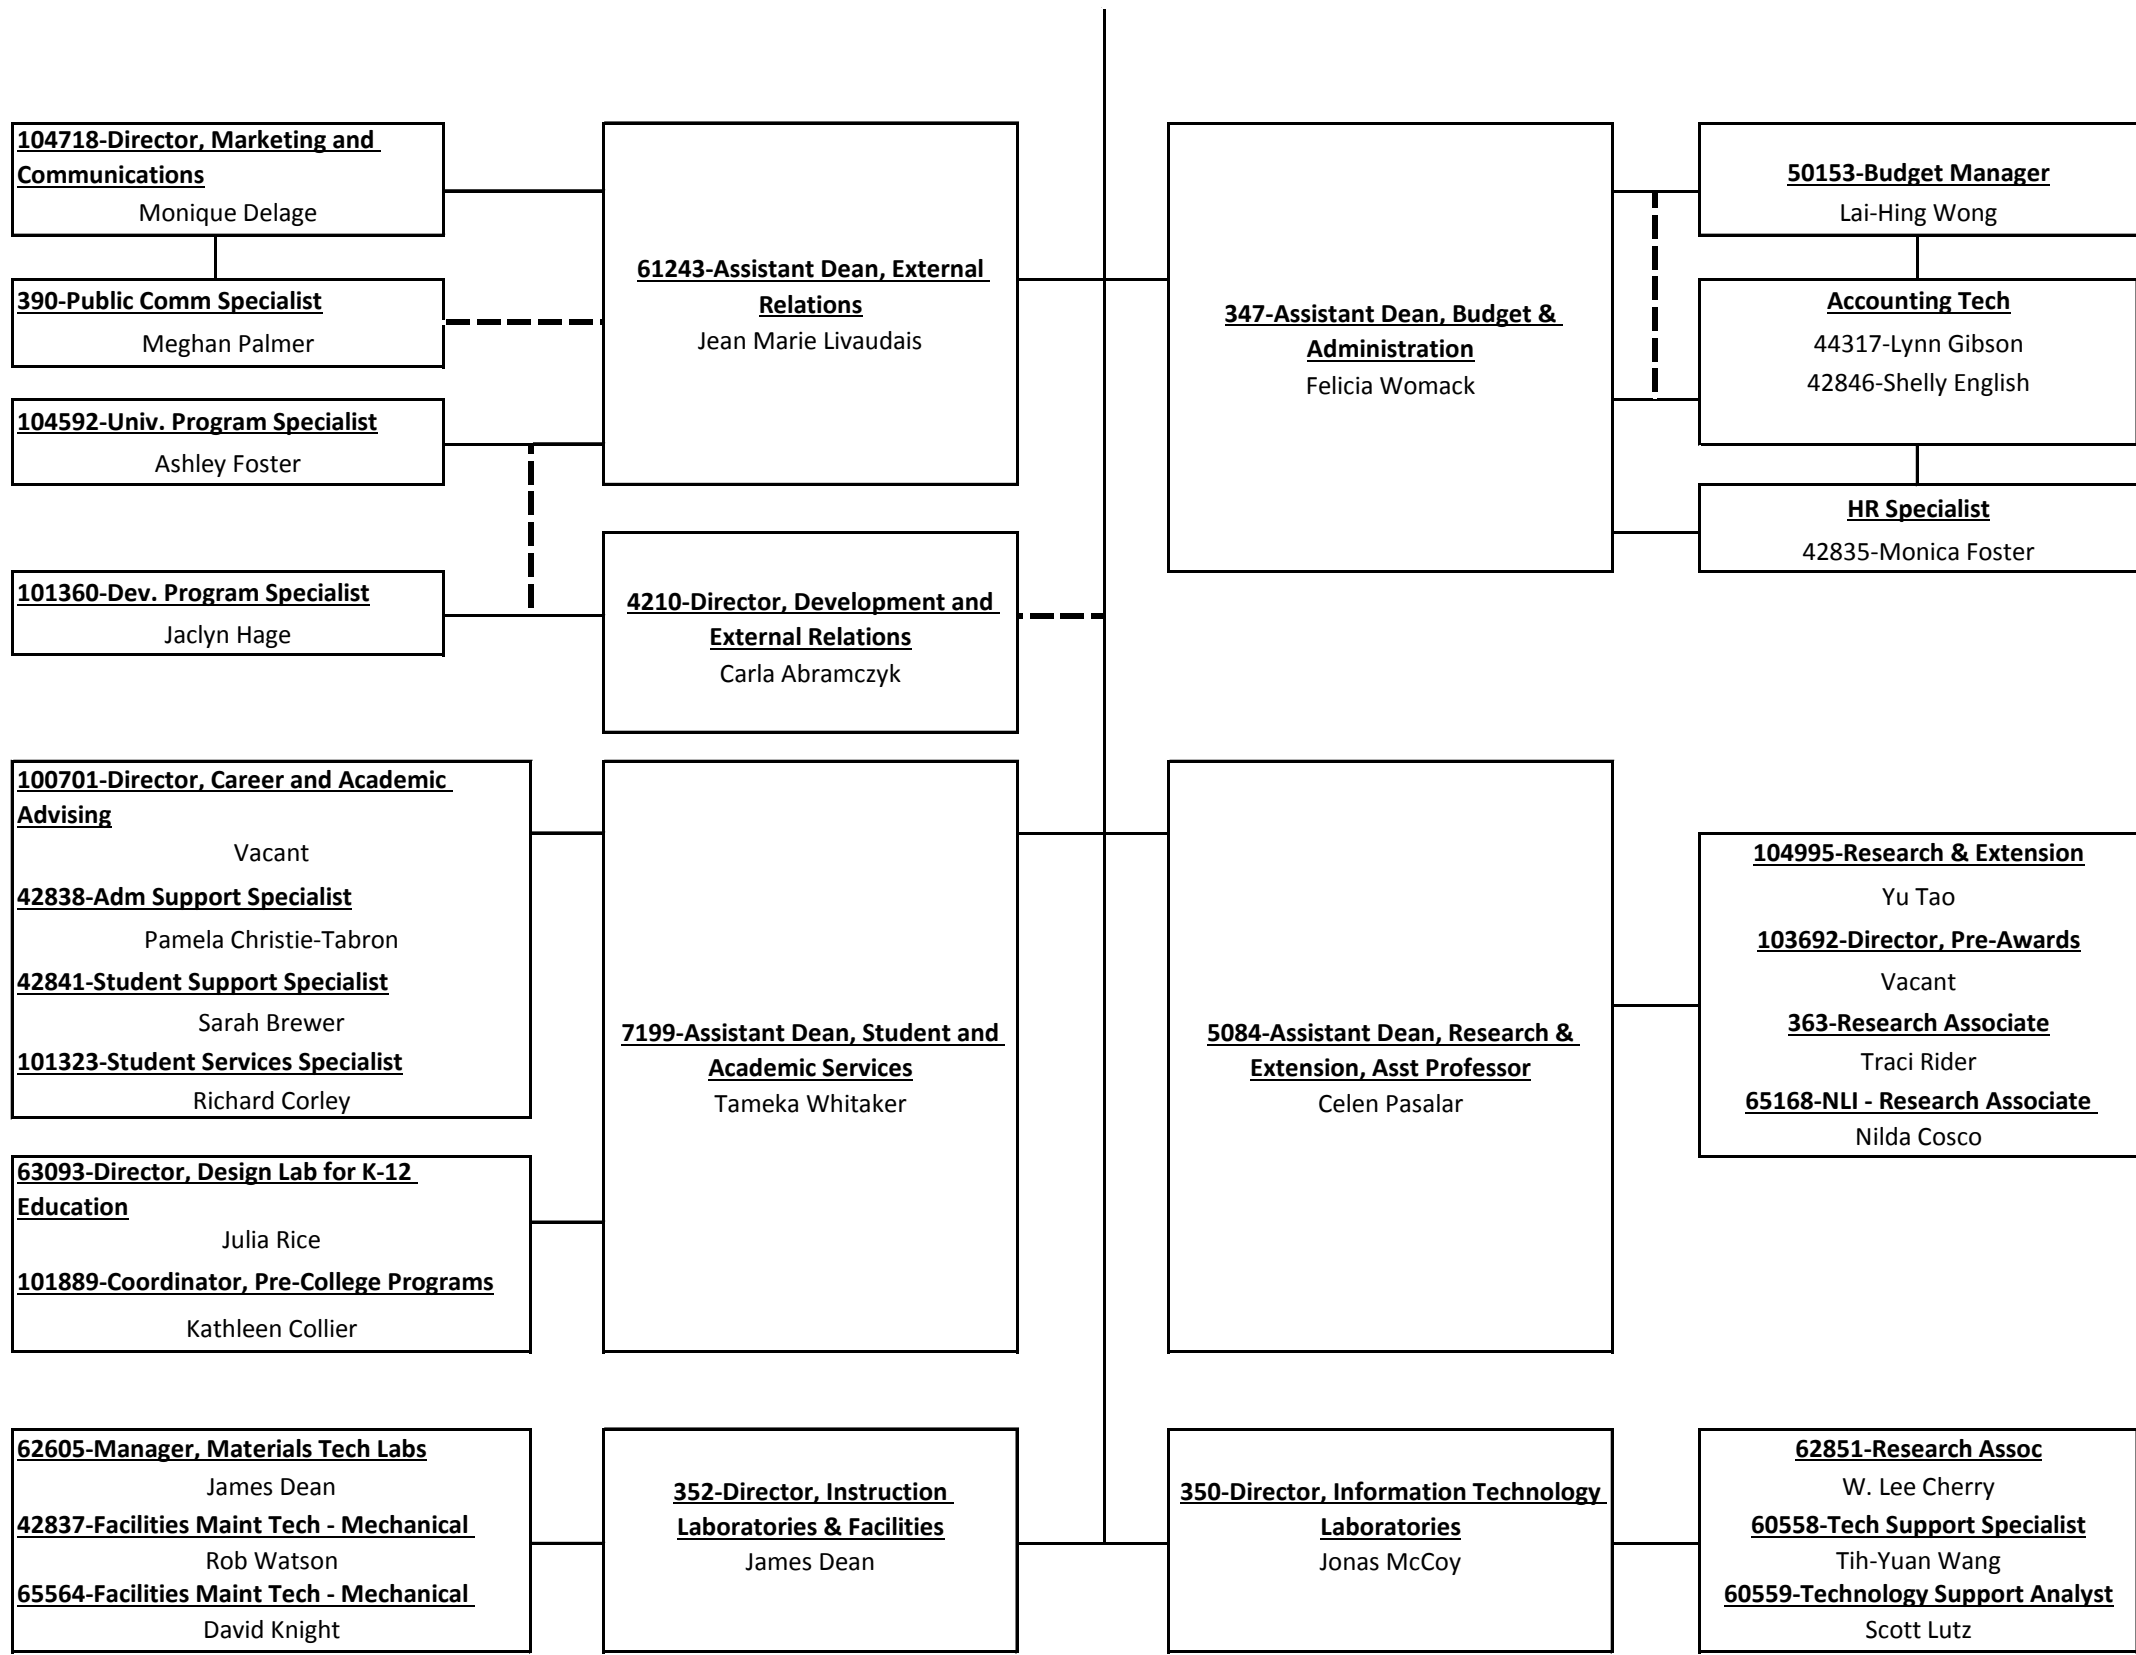 104718-Director, Marketing and
Communications
Monique Delage
390-Public Comm Specialist
Meghan Palmer
104592-Univ. Program Specialist
Ashley Foster
101360-Dev. Program Specialist
Jaclyn Hage
61243-Assistant Dean, External
Relations
Jean Marie Livaudais
4210-Director, Development and
External Relations
Carla Abramczyk
347-Assistant Dean, Budget &
Administration
Felicia Womack
50153-Budget Manager
Lai-Hing Wong
Accounting Tech
44317-Lynn Gibson
42846-Shelly English
HR Specialist
42835-Monica Foster
100701-Director, Career and Academic
Advising
Vacant
42838-Adm Support Specialist
Pamela Christie-Tabron
42841-Student Support Specialist
Sarah Brewer
101323-Student Services Specialist
Richard Corley
63093-Director, Design Lab for K-12
Education
Julia Rice
101889-Coordinator, Pre-College Programs
Kathleen Collier
7199-Assistant Dean, Student and
Academic Services
Tameka Whitaker
5084-Assistant Dean, Research &
Extension, Asst Professor
Celen Pasalar
104995-Research & Extension
Yu Tao
103692-Director, Pre-Awards
Vacant
363-Research Associate
Traci Rider
65168-NLI - Research Associate
Nilda Cosco
62605-Manager, Materials Tech Labs
James Dean
42837-Facilities Maint Tech - Mechanical
Rob Watson
65564-Facilities Maint Tech - Mechanical
David Knight
352-Director, Instruction
Laboratories & Facilities
James Dean
350-Director, Information Technology
Laboratories
Jonas McCoy
62851-Research Assoc
W. Lee Cherry
60558-Tech Support Specialist
Tih-Yuan Wang
60559-Technology Support Analyst
Scott Lutz